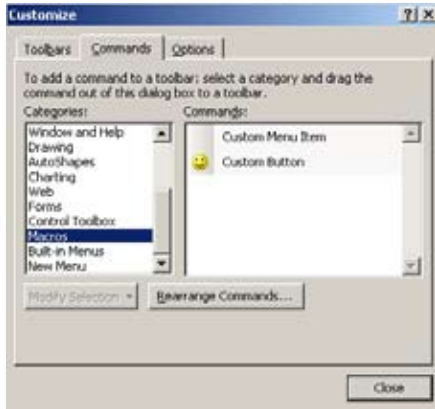 Customize
Toolbars Commands Options
To add a command to a toolbar: select a category and drag the
command out of this dialog box to a toolbar.
Categories: Commands:
Window and Help
Drawing
AutoShapes
Charting
Web
Forms
Control Toolbox
Macros
Built-in Menus
New Menu
Custom Menu Item
Custom Button
Modify Selection
Rearrange Commands...
Close